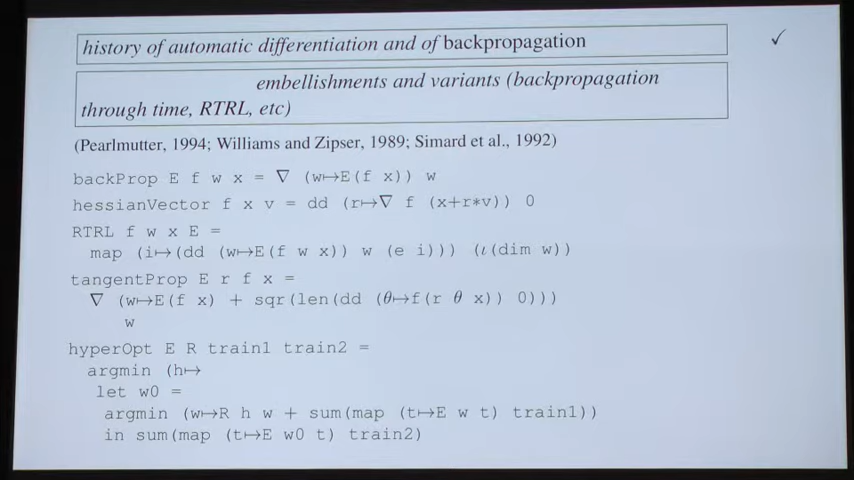 history of automatic differentiation and of backpropagation
✓
embellishments and variants (backpropagation
through time, RTRL, etc)
(Pearlmutter, 1994; Williams and Zipser, 1989; Simard et al., 1992)
backProp E f w x = ∇ (w↦E(f x)) w
hessianVector f x v = dd (r↦∇ f (x+r*v)) 0
RTRL f w x E =
map (i↦(dd (w↦E(f w x)) w (e i))) (ι(dim w))
tangentProp E r f x =
∇ (w↦E(f x) + sqr(len(dd (θ↦f(r θ x)) 0)))
w
hyperOpt E R train1 train2 =
argmin (h↦
let w0 =
argmin (w↦R h w + sum(map (t↦E w t) train1))
in sum(map (t↦E w0 t) train2)